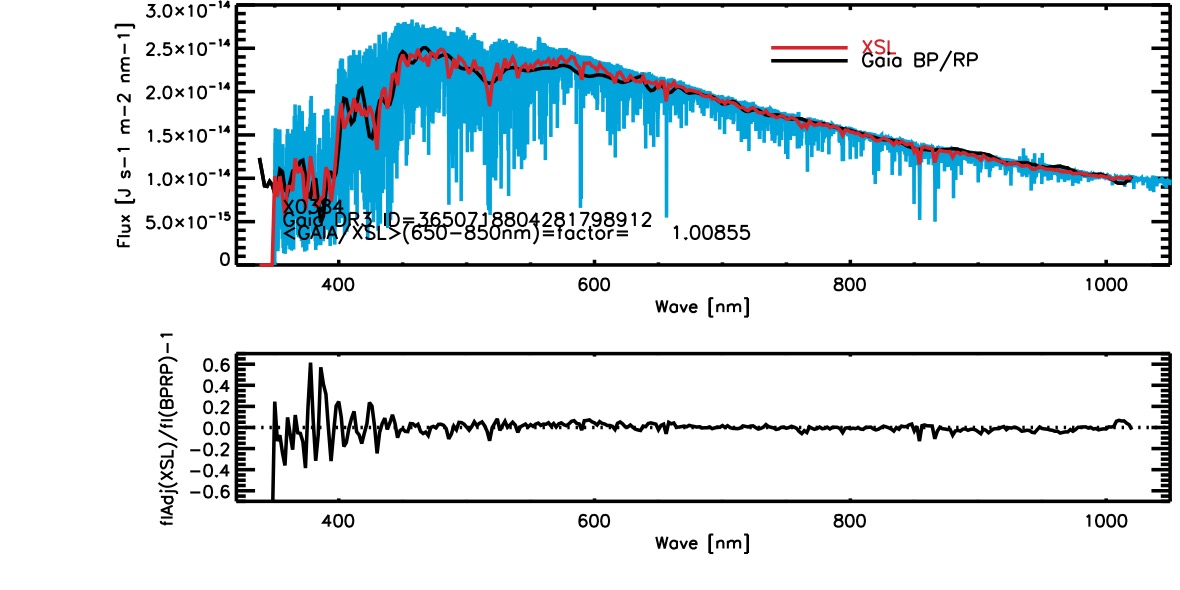 3.0×10⁻¹⁴
2.5×10⁻¹⁴
2.0×10⁻¹⁴
1.5×10⁻¹⁴
1.0×10⁻¹⁴
5.0×10⁻¹⁵
0
Flux [J s−1 m−2 nm−1]
XSL
Gaia BP/RP
X0384
Gaia DR3 ID=3650718804281798912
<GAIA/XSL>(650−850nm)=factor= 1.00855
400 600 800 1000
Wave [nm]
0.6
0.4
0.2
0.0
−0.2
−0.4
−0.6
flAdj(XSL)/fl(BPRP)−1
400 600 800 1000
Wave [nm]